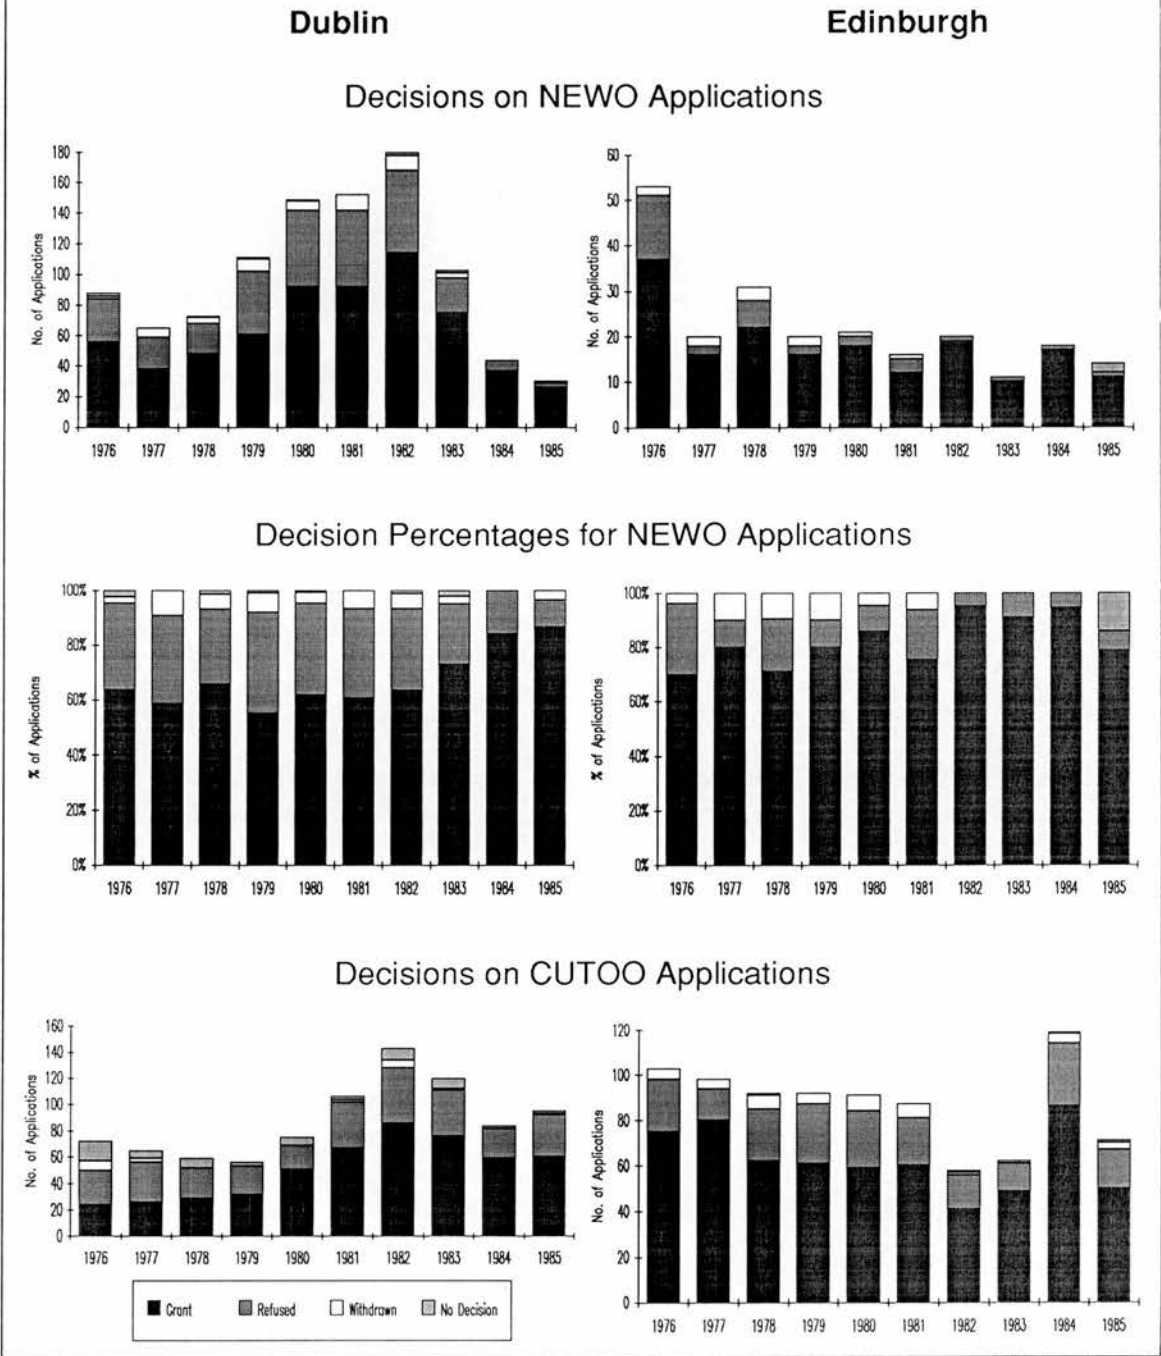 Dublin
Edinburgh
Decisions on NEWO Applications
No. of Applications
180
160
140
120
100
80
60
40
20
0
1976 1977 1978 1979 1980 1981 1982 1983 1984 1985
No. of Applications
60
50
40
30
20
10
0
1976 1977 1978 1979 1980 1981 1982 1983 1984 1985
Decision Percentages for NEWO Applications
% of Applications
100%
80%
60%
40%
20%
0%
1976 1977 1978 1979 1980 1981 1982 1983 1984 1985
% of Applications
100%
80%
60%
40%
20%
0%
1976 1977 1978 1979 1980 1981 1982 1983 1984 1985
Decisions on CUTOO Applications
No. of Applications
160
140
120
100
80
60
40
20
0
1976 1977 1978 1979 1980 1981 1982 1983 1984 1985
Grant Refused Withdrawn No Decision
No. of Applications
120
100
80
60
40
20
0
1976 1977 1978 1979 1980 1981 1982 1983 1984 1985